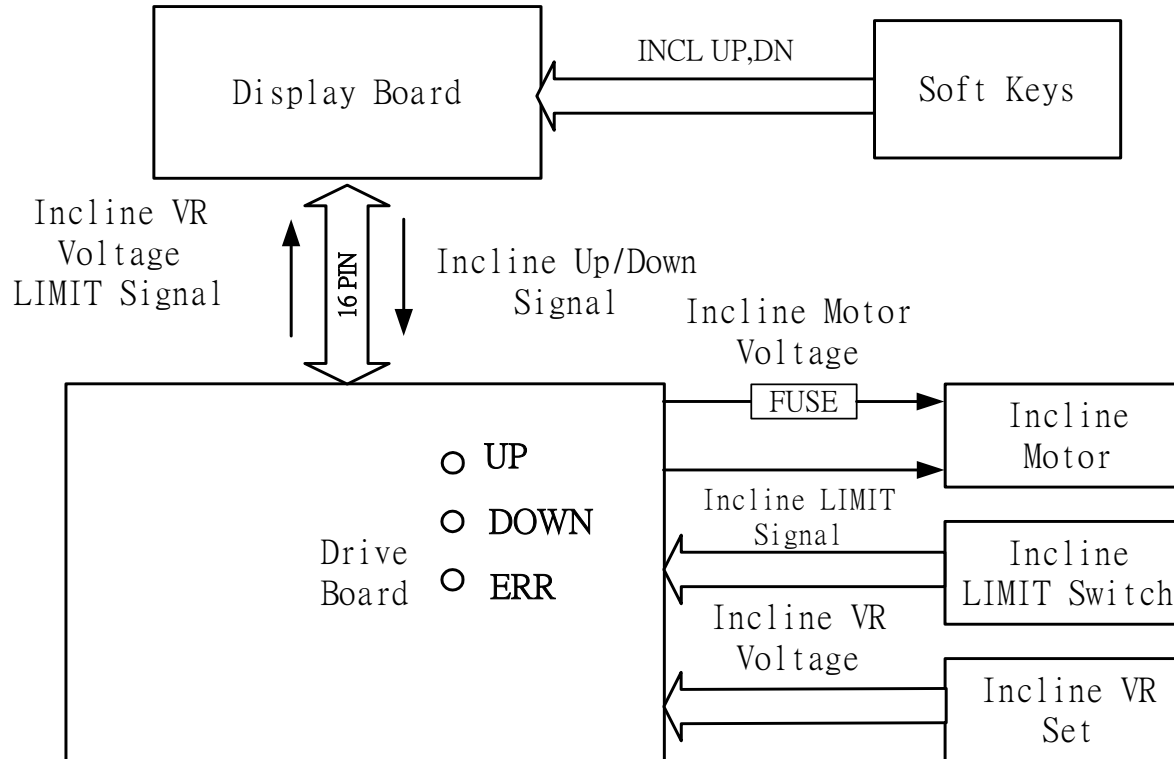 INCL UP,DN
Display Board
Soft Keys
Incline VR
Voltage
LIMIT Signal
16 PIN
Incline Up/Down
Signal
Incline Motor
Voltage
FUSE
Incline
Motor
UP
DOWN
ERR
Drive
Board
Incline LIMIT
Signal
Incline
LIMIT Switch
Incline VR
Voltage
Incline VR
Set